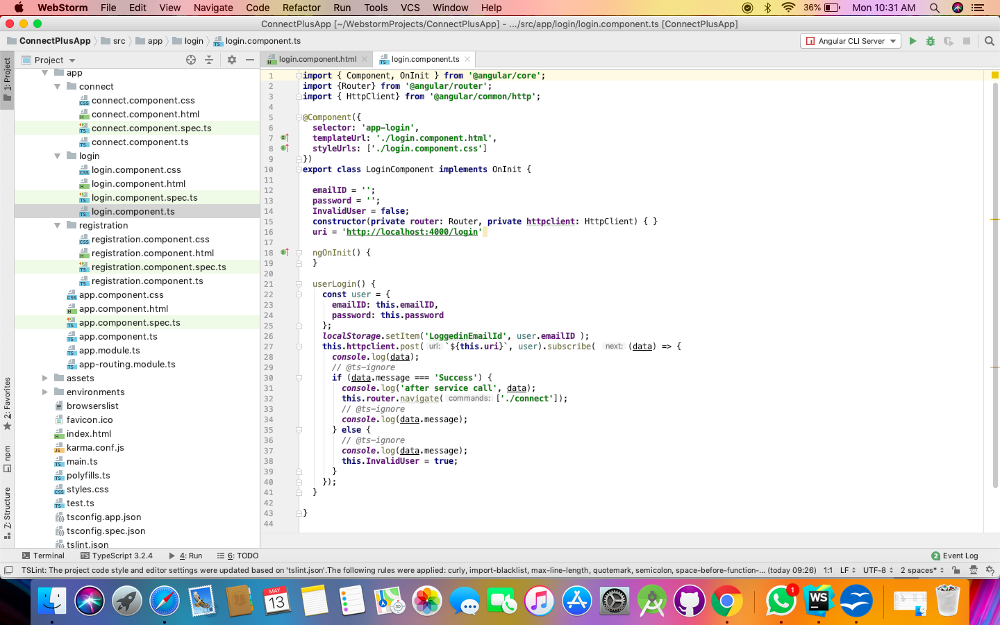 WebStorm File Edit View Navigate Code Refactor Run Tools VCS Window Help 36% Mon 10:31 AM
ConnectPlusApp [~/WebstormProjects/ConnectPlusApp] - .../src/app/login/login.component.ts [ConnectPlusApp]
ConnectPlusApp src app login login.component.ts Angular CLI Server
Project
login.component.html login.component.ts
1: Project
2: Favorites
npm
Z: Structure
app
connect
connect.component.css
connect.component.html
connect.component.spec.ts
connect.component.ts
login
login.component.css
login.component.html
login.component.spec.ts
login.component.ts
registration
registration.component.css
registration.component.html
registration.component.spec.ts
registration.component.ts
app.component.css
app.component.html
app.component.spec.ts
app.component.ts
app.module.ts
app-routing.module.ts
assets
environments
browserslist
favicon.ico
index.html
karma.conf.js
main.ts
polyfills.ts
styles.css
test.ts
tsconfig.app.json
tsconfig.spec.json
tslint.json
1 import { Component, OnInit } from '@angular/core';
2 import {Router} from '@angular/router';
3 import { HttpClient} from '@angular/common/http';
4
5 @Component({
6 selector: 'app-login',
7 templateUrl: './login.component.html',
8 styleUrls: ['./login.component.css']
9 })
10 export class LoginComponent implements OnInit {
11
12 emailID = '';
13 password = '';
14 InvalidUser = false;
15 constructor(private router: Router, private httpclient: HttpClient) { }
16 uri = 'http://localhost:4000/login'
17
18 ngOnInit() {
19 }
20
21 userLogin() {
22 const user = {
23 emailID: this.emailID,
24 password: this.password
25 };
26 localStorage.setItem('LoggedinEmailId', user.emailID );
27 this.httpclient.post( url: `${this.uri}`, user).subscribe( next: (data) => {
28 console.log(data);
29 // @ts-ignore
30 if (data.message === 'Success') {
31 console.log('after service call', data);
32 this.router.navigate( commands: ['./connect']);
33 // @ts-ignore
34 console.log(data.message);
35 } else {
36 // @ts-ignore
37 console.log(data.message);
38 this.InvalidUser = true;
39 }
40 });
41 }
42
43 }
44
Terminal TypeScript 3.2.4 4: Run 6: TODO 2 Event Log
TSLint: The project code style and editor settings were updated based on 'tslint.json'.The following rules were applied: curly, import-blacklist, max-line-length, quotemark, semicolon, space-before-function-... (today 09:26) 1:1 LF UTF-8 2 spaces*
MAY
13
3D
1
WS